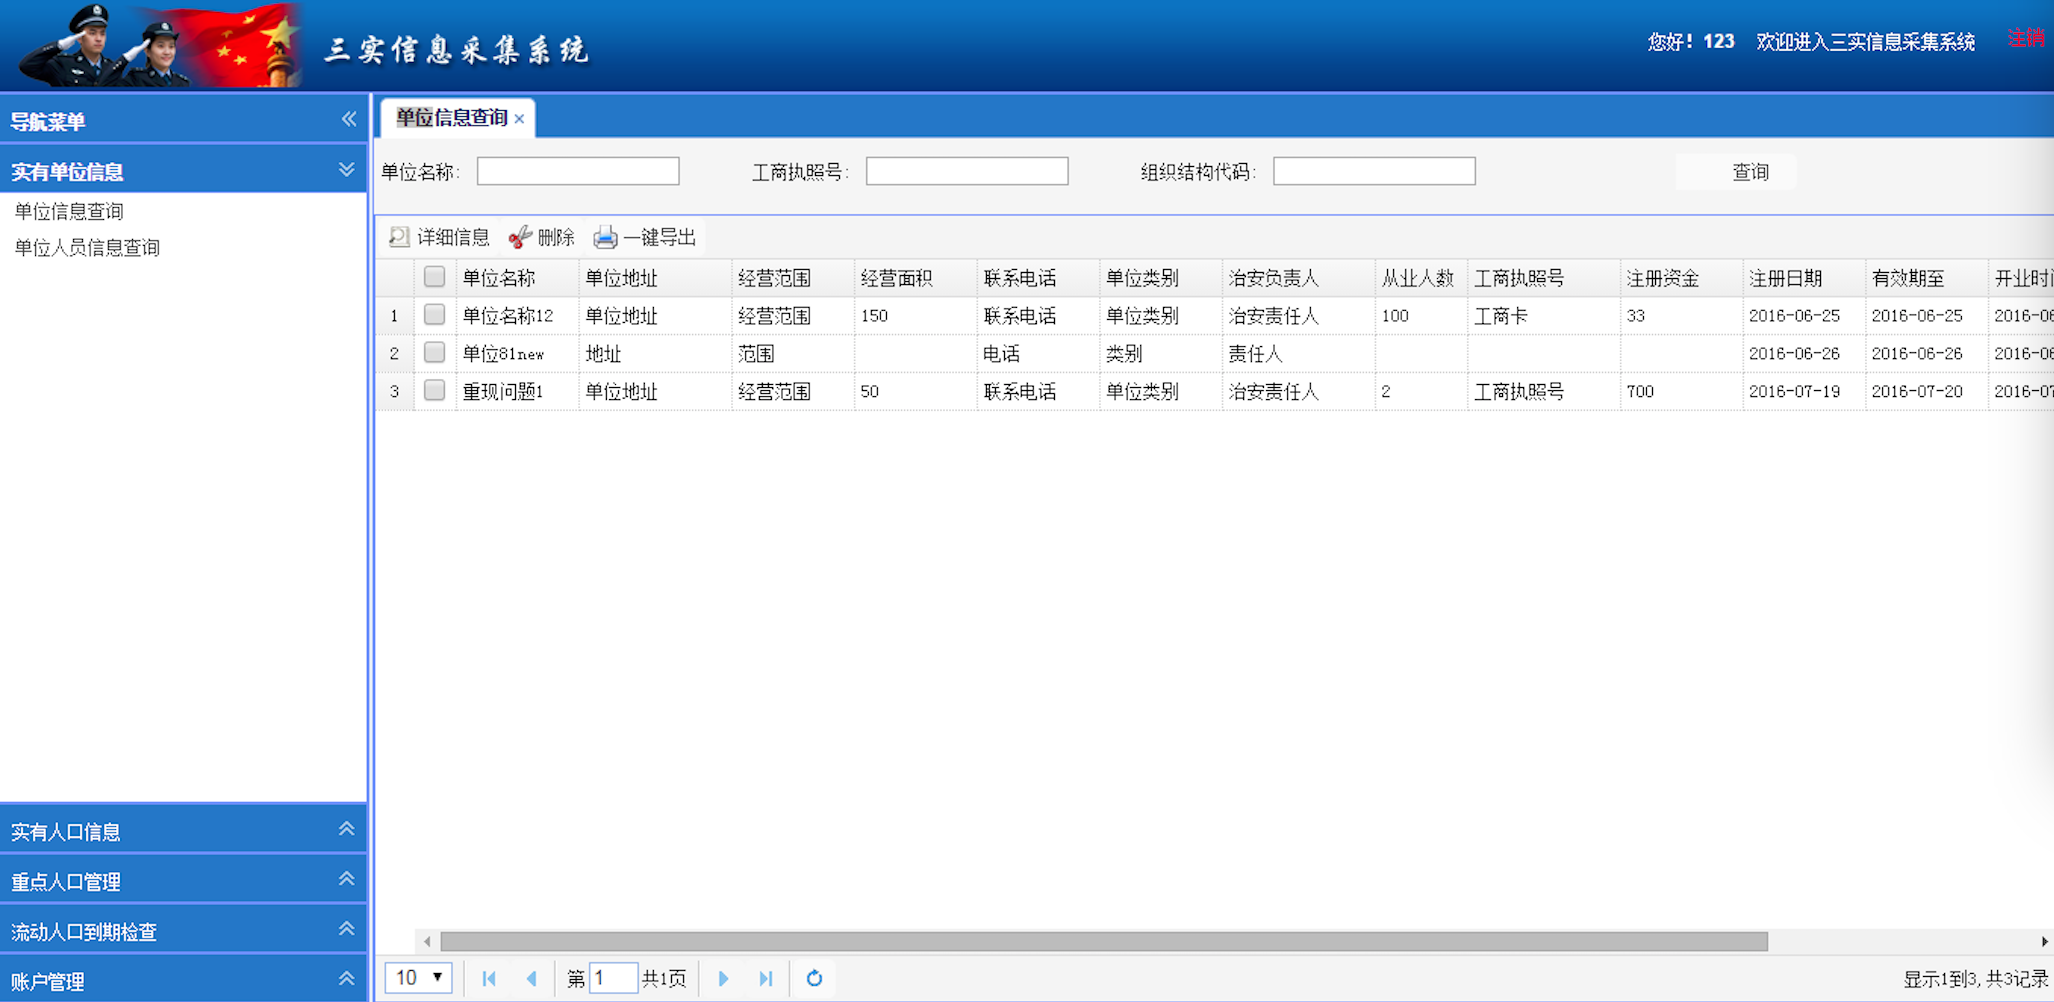 三实信息采集系统
您好！123 欢迎进入三实信息采集系统 注销
导航菜单
实有单位信息
单位信息查询
单位人员信息查询
实有人口信息
重点人口管理
流动人口到期检查
账户管理
单位信息查询
单位名称: 工商执照号: 组织结构代码: 查询
详细信息 删除 一键导出
单位名称 单位地址 经营范围 经营面积 联系电话 单位类别 治安负责人 从业人数 工商执照号 注册资金 注册日期 有效期至 开业时间
1 单位名称12 单位地址 经营范围 150 联系电话 单位类别 治安责任人 100 工商卡 33 2016-06-25 2016-06-25 2016-06
2 单位81new 地址 范围 电话 类别 责任人 2016-06-26 2016-06-26 2016-06
3 重现问题1 单位地址 经营范围 50 联系电话 单位类别 治安责任人 2 工商执照号 700 2016-07-19 2016-07-20 2016-07
10 第 1 共1页 显示1到3, 共3记录